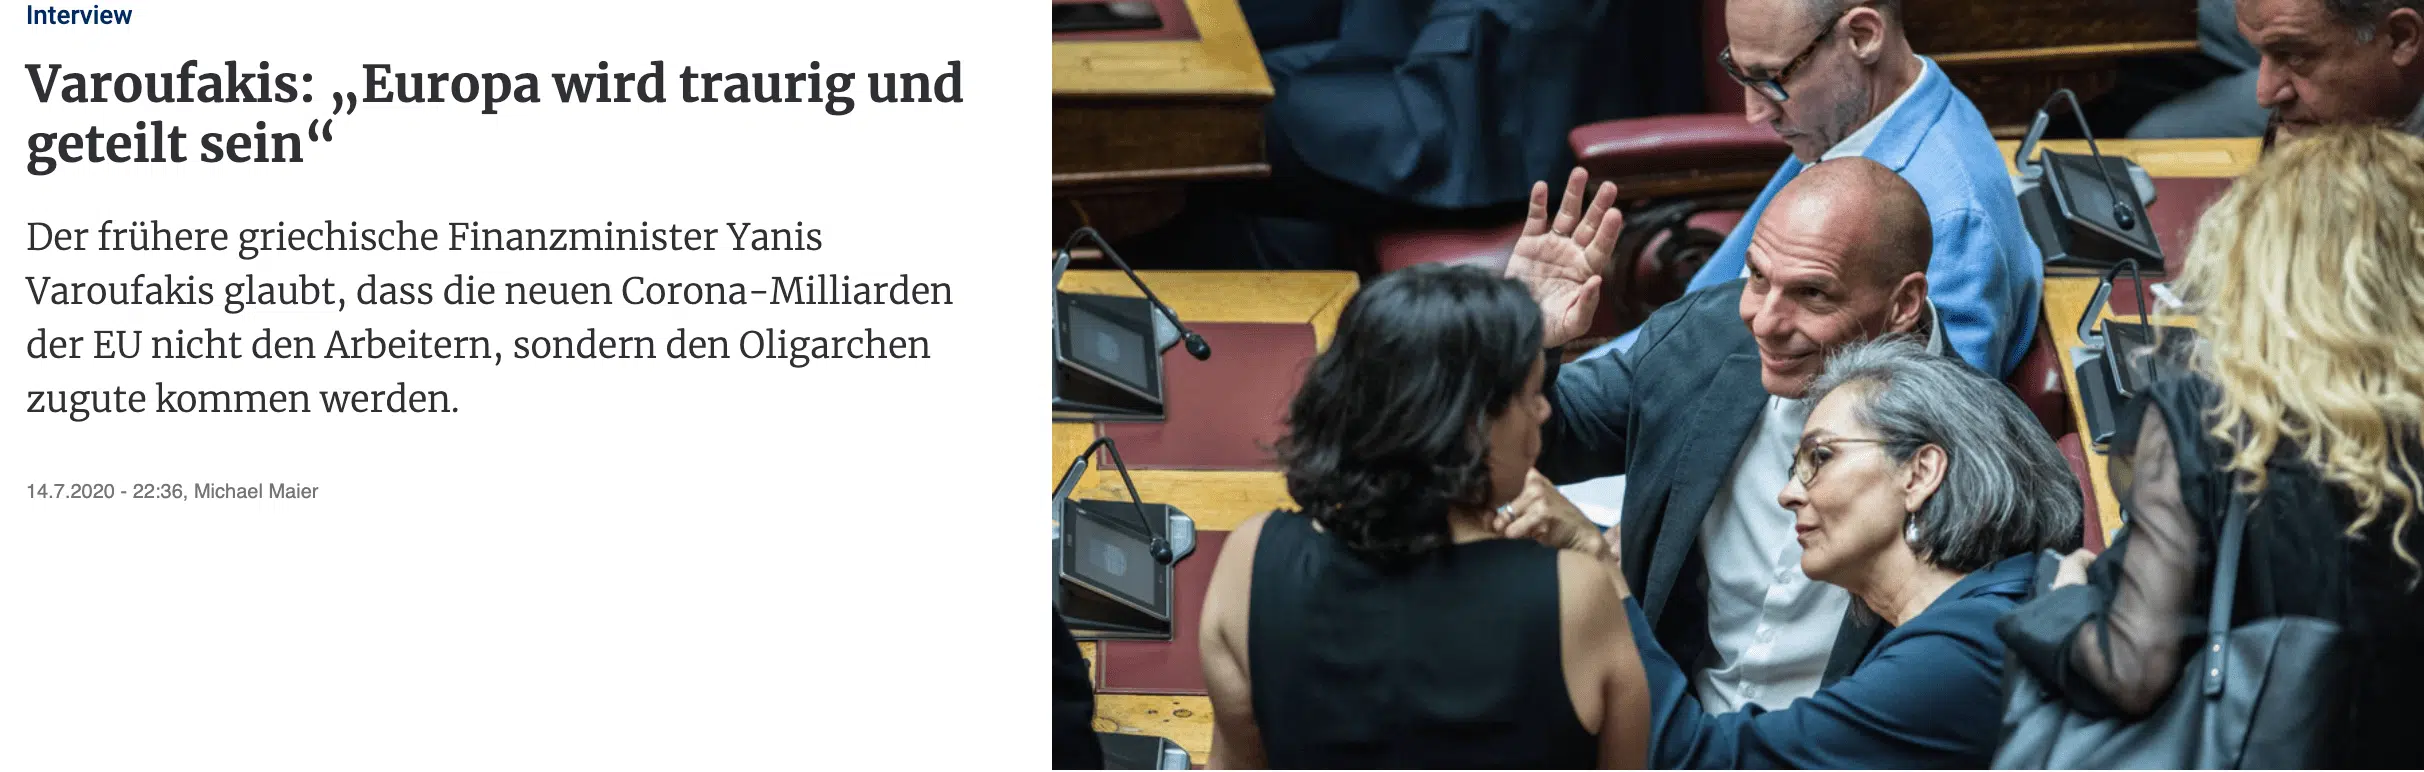 Interview
Varoufakis: „Europa wird traurig und
geteilt sein“
Der frühere griechische Finanzminister Yanis
Varoufakis glaubt, dass die neuen Corona-Milliarden
der EU nicht den Arbeitern, sondern den Oligarchen
zugute kommen werden.
14.7.2020 - 22:36, Michael Maier